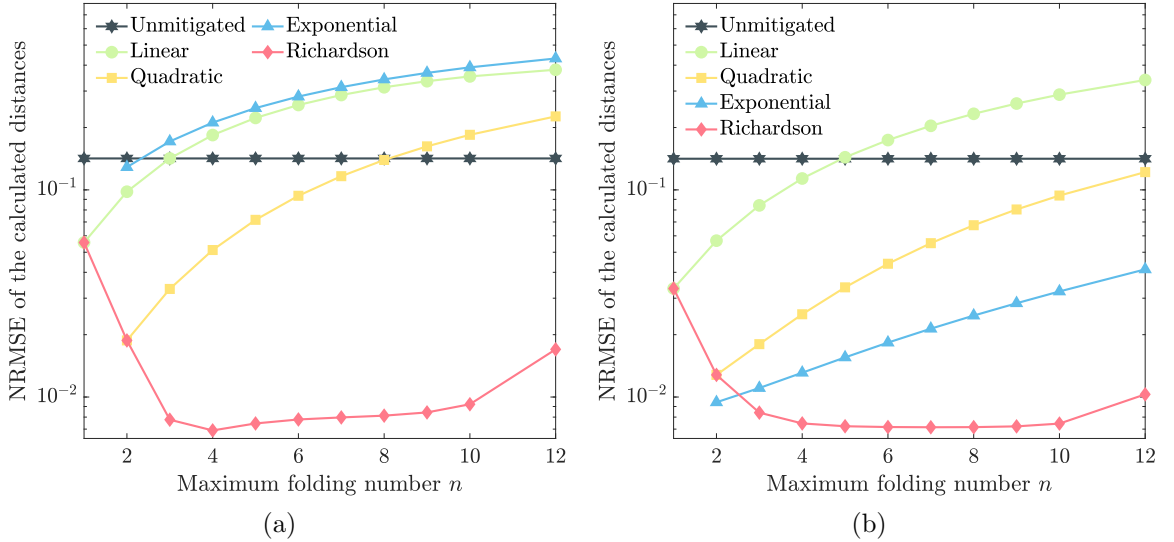 Unmitigated
Linear
Quadratic
Exponential
Richardson
NRMSE of the calculated distances
10⁻¹
10⁻²
2 4 6 8 10 12
Maximum folding number n
(a)
Unmitigated
Linear
Quadratic
Exponential
Richardson
NRMSE of the calculated distances
10⁻¹
10⁻²
2 4 6 8 10 12
Maximum folding number n
(b)